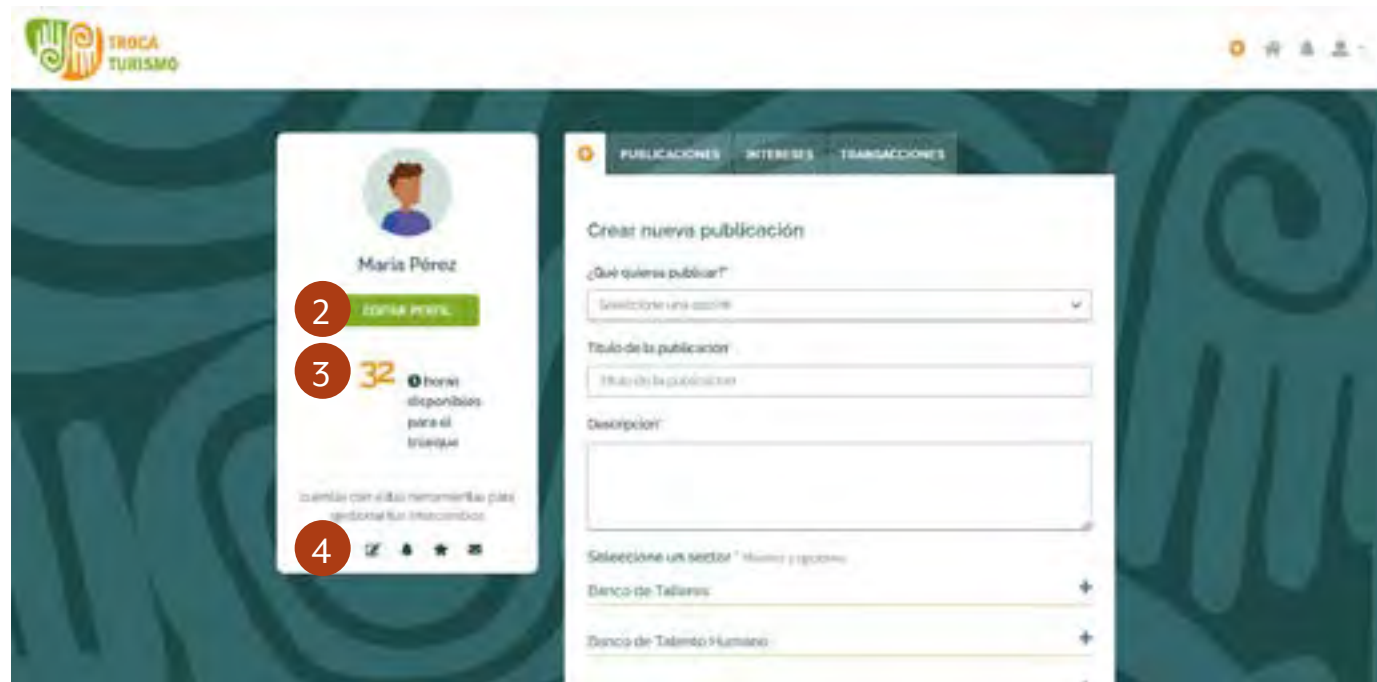 TROCA
TURISMO
PUBLICACIONES INTERESES TRANSACCIONES
María Pérez
2 EDITAR PERFIL
3 32 horas
disponibles
para el
trueque
cuentas con estas herramientas para
gestionar tus intercambios
4
Crear nueva publicación
¿Qué quieres publicar?*
Seleccione una opción
Título de la publicación*
Título de la publicación
Descripción*
Seleccione un sector *
Banco de Talleres
Banco de Talento Humano